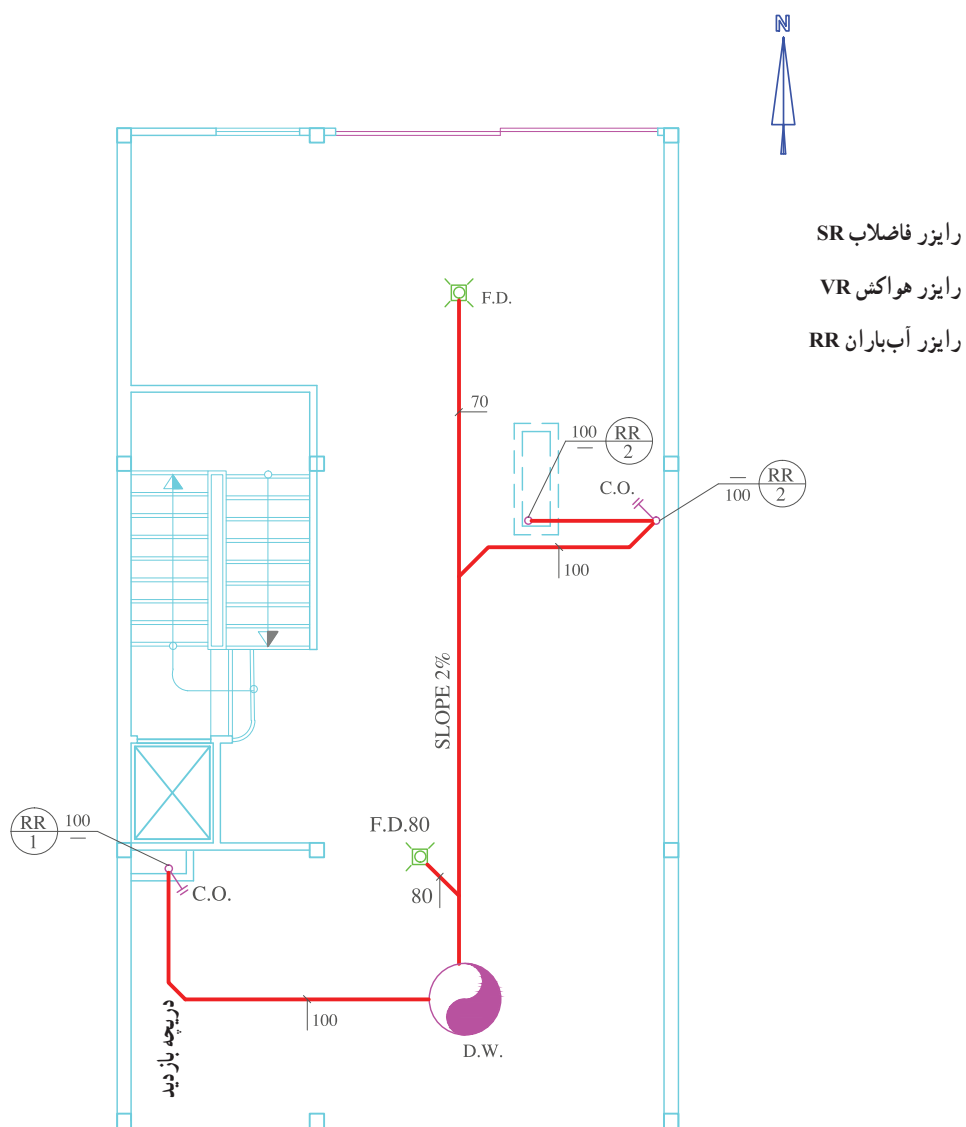 N
رایزر فاضلاب SR
رایزر هواکش VR
رایزر آب‌باران RR
F.D.
70
100
—
RR
2
C.O.
—
100
RR
2
100
SLOPE 2%
F.D.80
80
RR
1
100
—
C.O.
دریچه بازدید
100
D.W.